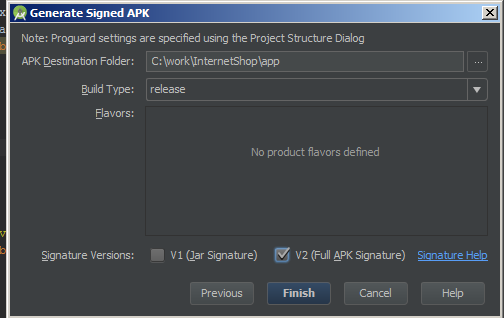 Generate Signed APK
Note: Proguard settings are specified using the Project Structure Dialog
APK Destination Folder: C:\work\InternetShop\app ...
Build Type: release
Flavors:
No product flavors defined
Signature Versions: V1 (Jar Signature) V2 (Full APK Signature) Signature Help
Previous Finish Cancel Help